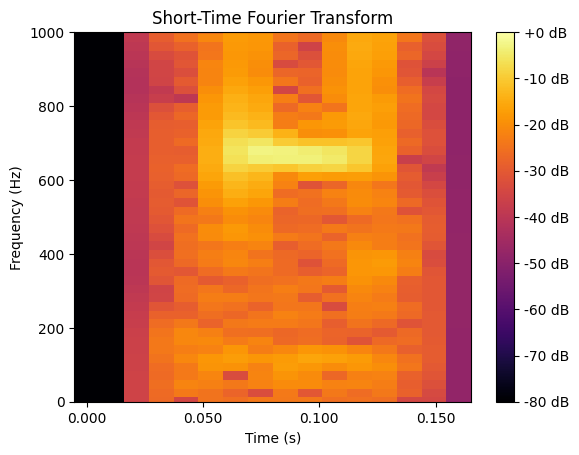 Short-Time Fourier Transform
1000
800
600
400
200
0
Frequency (Hz)
0.000
0.050
0.100
0.150
Time (s)
+0 dB
-10 dB
-20 dB
-30 dB
-40 dB
-50 dB
-60 dB
-70 dB
-80 dB